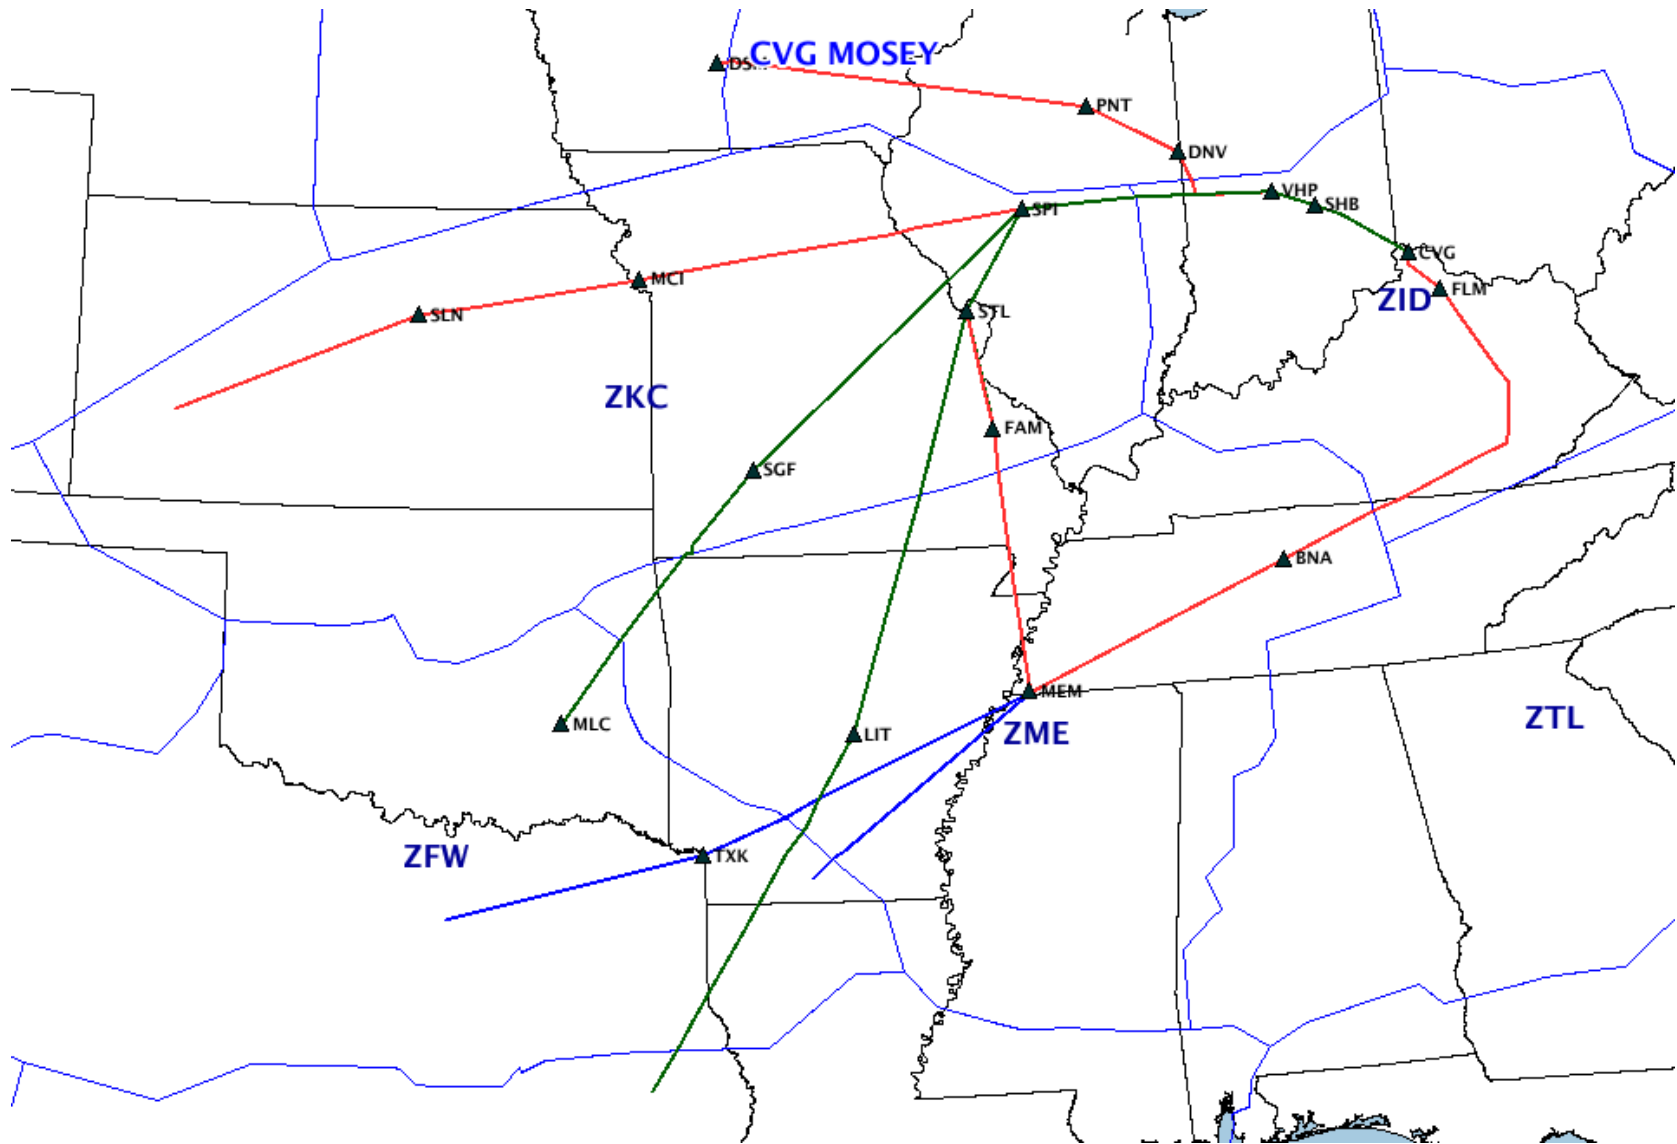 CVG MOSEY
PNT
DNV
VHP
SHB
SPI
CVG
MCI
FLM
ZID
SLN
STL
ZKC
FAM
SGF
BNA
MEM
MLC
LIT
ZME
ZTL
ZFW
TXK